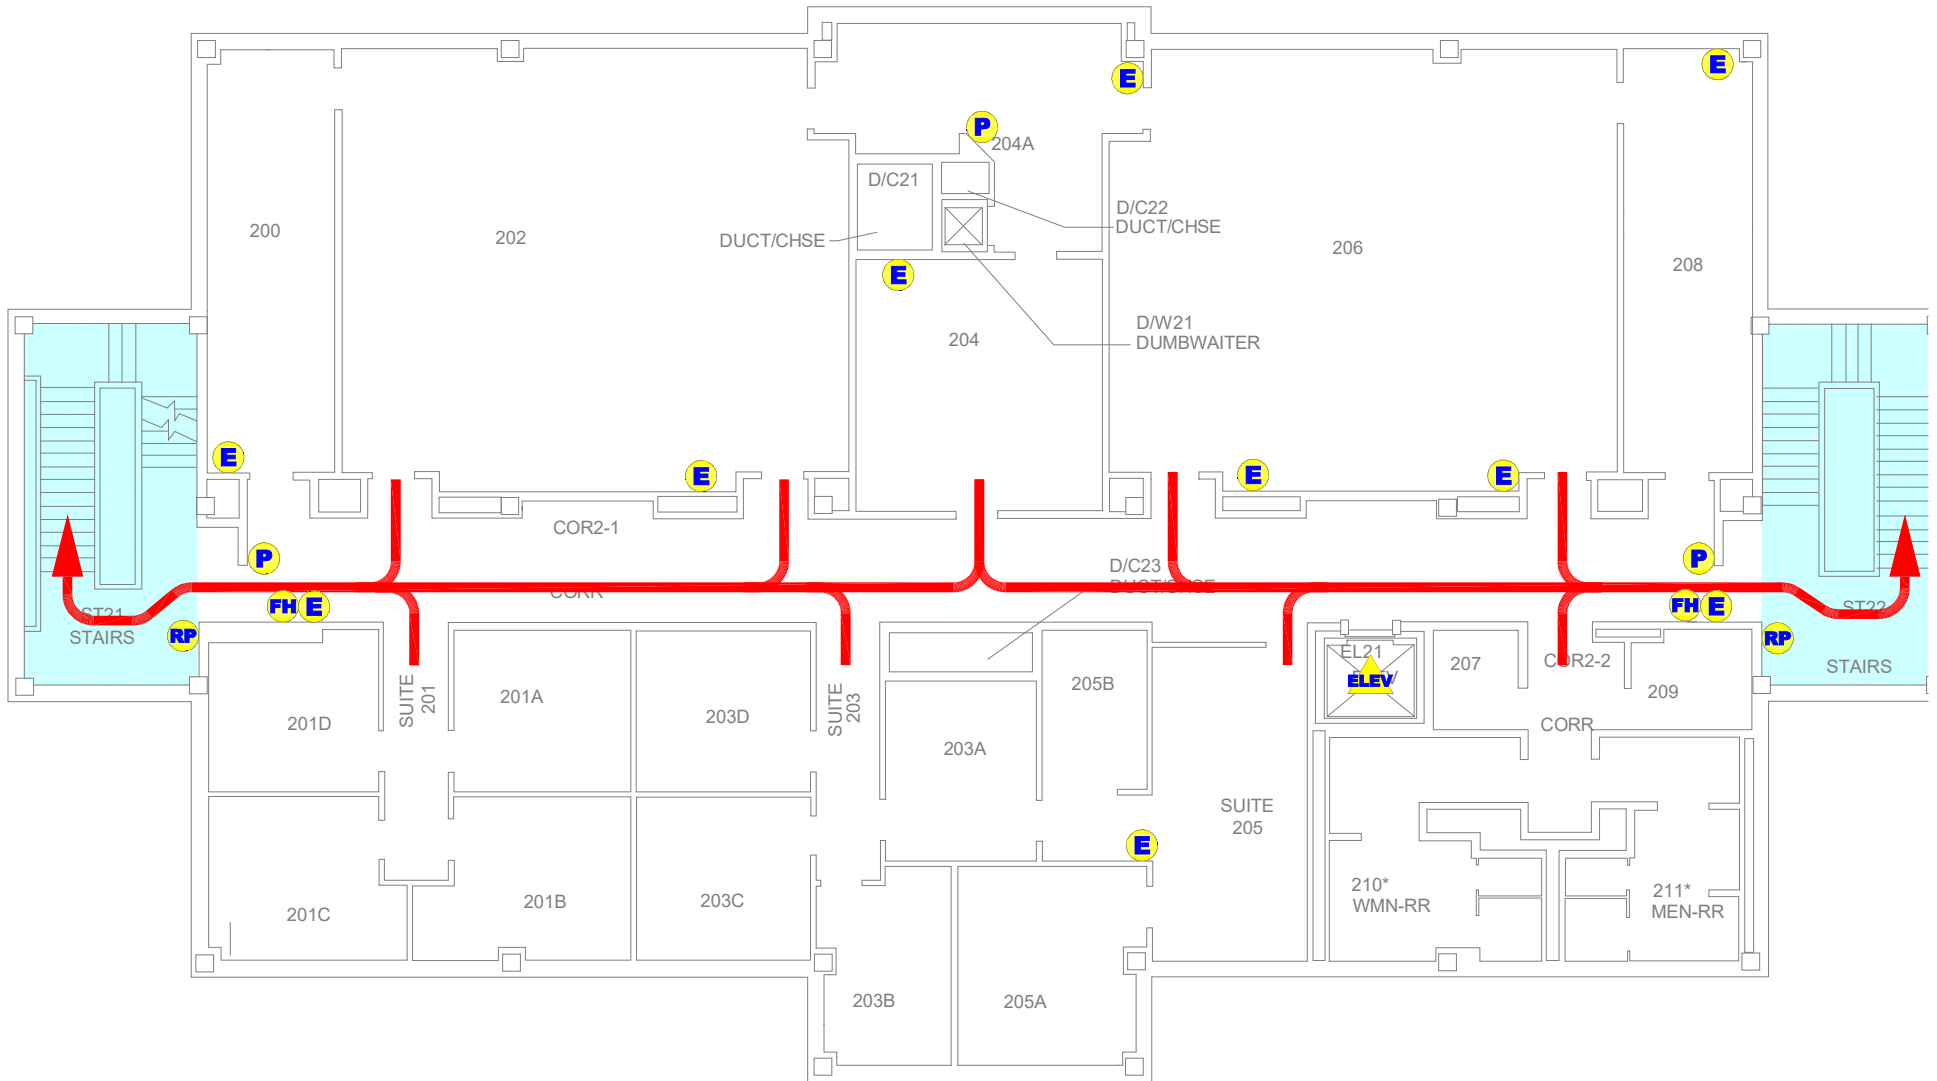 E
E
P
204A
D/C21
D/C22
DUCT/CHSE
DUCT/CHSE
200
202
206
208
E
D/W21
DUMBWAITER
204
E
E
E
E
COR2-1
P
P
D/C23
DUCT/CHSE
CORR
FH
E
FH
E
ST21
STAIRS
RP
ST22
STAIRS
RP
EL21
ELEV
207
COR2-2
209
CORR
SUITE
201
201A
201D
203D
SUITE
203
203A
205B
SUITE
205
E
201C
201B
203C
210*
WMN-RR
211*
MEN-RR
203B
205A